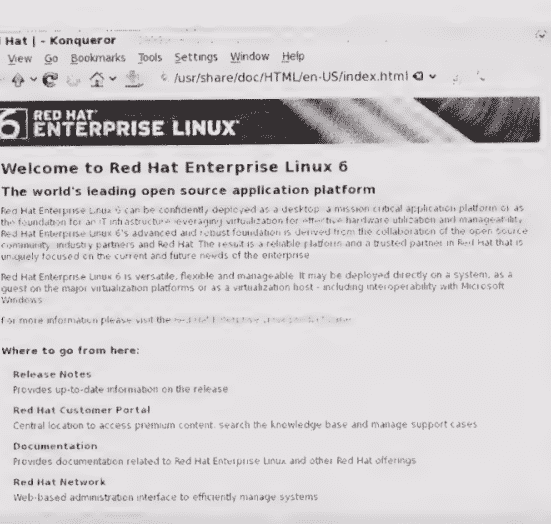 Hat | - Konqueror
View Go Bookmarks Tools Settings Window Help
/usr/share/doc/HTML/en-US/index.html
6 RED HAT
ENTERPRISE LINUX
Welcome to Red Hat Enterprise Linux 6
The world's leading open source application platform
Red Hat Enterprise Linux 6 can be confidently deployed as a desktop, a mission critical application platform or as
the foundation for an IT infrastructure leveraging virtualization for effective hardware utilization and manageability.
Red Hat Enterprise Linux 6's advanced and robust foundation is derived from the collaboration of the open source
community, industry partners and Red Hat. The result is a reliable platform and a trusted partner in Red Hat that is
uniquely focused on the current and future needs of the enterprise
Red Hat Enterprise Linux 6 is versatile, flexible and manageable. It may be deployed directly on a system, as a
guest on the major virtualization platforms or as a virtualization host - including interoperability with Microsoft
Windows
For more information please visit the Red Hat Enterprise Linux product page
Where to go from here:
Release Notes
Provides up-to-date information on the release
Red Hat Customer Portal
Central location to access premium content, search the knowledge base and manage support cases
Documentation
Provides documentation related to Red Hat Enterprise Linux and other Red Hat offerings
Red Hat Network
Web-based administration interface to efficiently manage systems